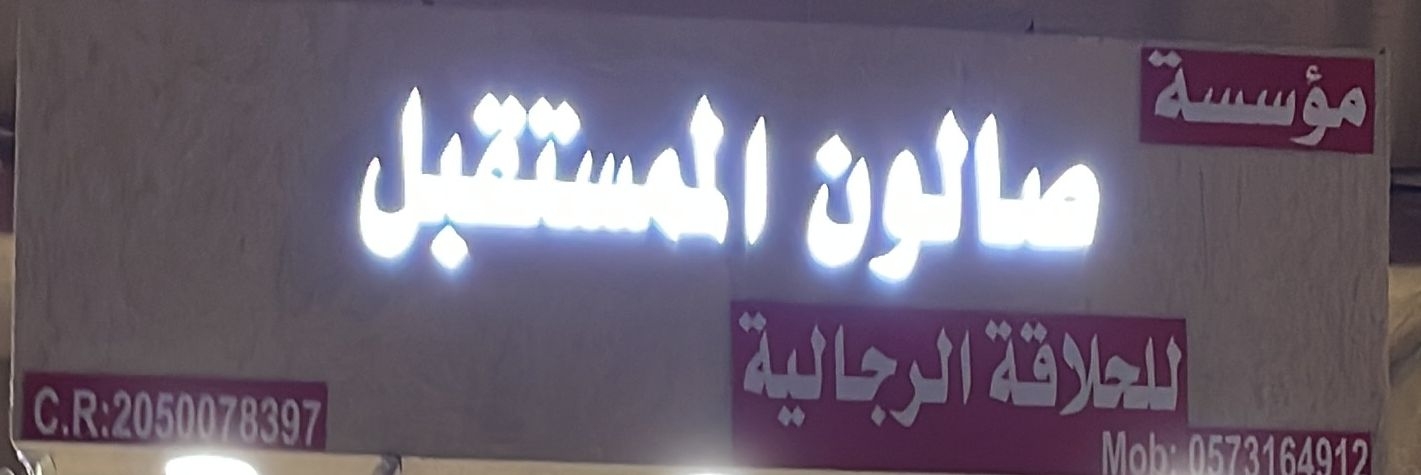 مؤسسة
صالون المستقبل
للحلاقة الرجالية
C.R:2050078397
Mob: 0573164912